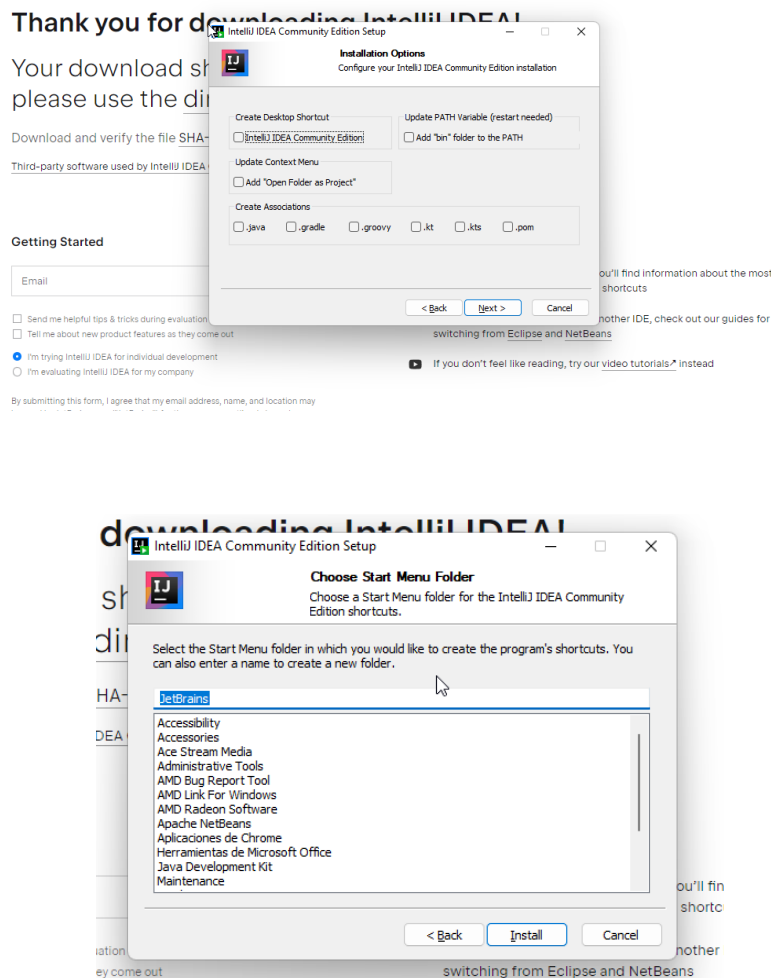 Thank you for downloading IntelliJ IDEA!
IntelliJ IDEA Community Edition Setup
Installation Options
Configure your IntelliJ IDEA Community Edition installation
Your download sh
please use the dir
Create Desktop Shortcut
Update PATH Variable (restart needed)
IntelliJ IDEA Community Edition
Add "bin" folder to the PATH
Download and verify the file SHA-
Update Context Menu
Third-party software used by IntelliJ IDEA
Add "Open Folder as Project"
Create Associations
.java .gradle .groovy .kt .kts .pom
Getting Started
Email
ou'll find information about the most
shortcuts
< Back Next > Cancel
Send me helpful tips & tricks during evaluation
nother IDE, check out our guides for
Tell me about new product features as they come out
switching from Eclipse and NetBeans
I'm trying IntelliJ IDEA for individual development
If you don't feel like reading, try our video tutorials↗ instead
I'm evaluating IntelliJ IDEA for my company
By submitting this form, I agree that my email address, name, and location may
downloading IntelliJ IDEA!
IntelliJ IDEA Community Edition Setup
Choose Start Menu Folder
Choose a Start Menu folder for the IntelliJ IDEA Community
Edition shortcuts.
sh
dir
Select the Start Menu folder in which you would like to create the program's shortcuts. You
can also enter a name to create a new folder.
HA-
JetBrains
DEA
Accessibility
Accessories
Ace Stream Media
Administrative Tools
AMD Bug Report Tool
AMD Link For Windows
AMD Radeon Software
Apache NetBeans
Aplicaciones de Chrome
Herramientas de Microsoft Office
Java Development Kit
Maintenance
ou'll fin
shortc
< Back Install Cancel
uation
nother
ey come out
switching from Eclipse and NetBeans